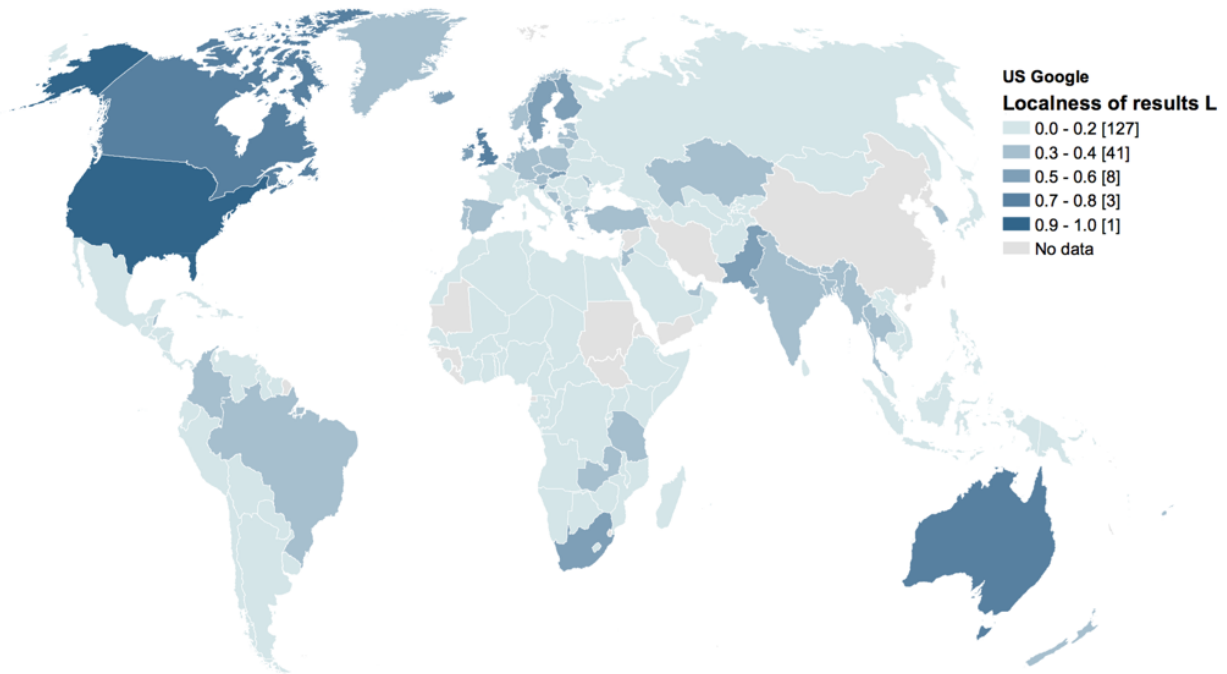 US Google
Localness of results L
0.0 - 0.2 [127]
0.3 - 0.4 [41]
0.5 - 0.6 [8]
0.7 - 0.8 [3]
0.9 - 1.0 [1]
No data